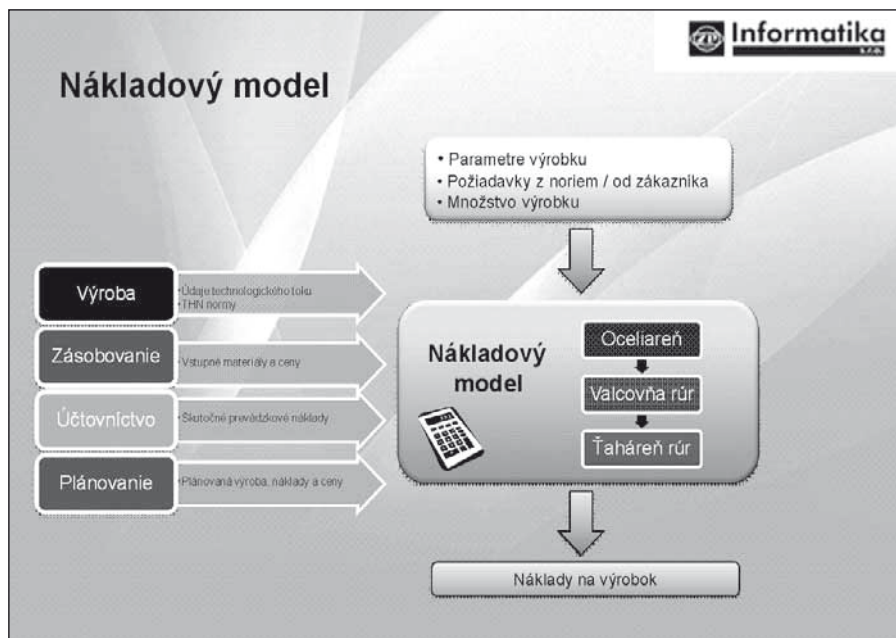 ZP Informatika
s.r.o.
Nákladový model
• Parametre výrobku
• Požiadavky z noriem / od zákazníka
• Množstvo výrobku
Výroba
• Údaje technologického toku
• THN normy
Zásobovanie
• Vstupné materiály a ceny
Účtovníctvo
• Skutočné prevádzkové náklady
Plánovanie
• Plánovaná výroba, náklady a ceny
Nákladový
model
Oceliareň
Valcovňa rúr
Ťaháreň rúr
Náklady na výrobok